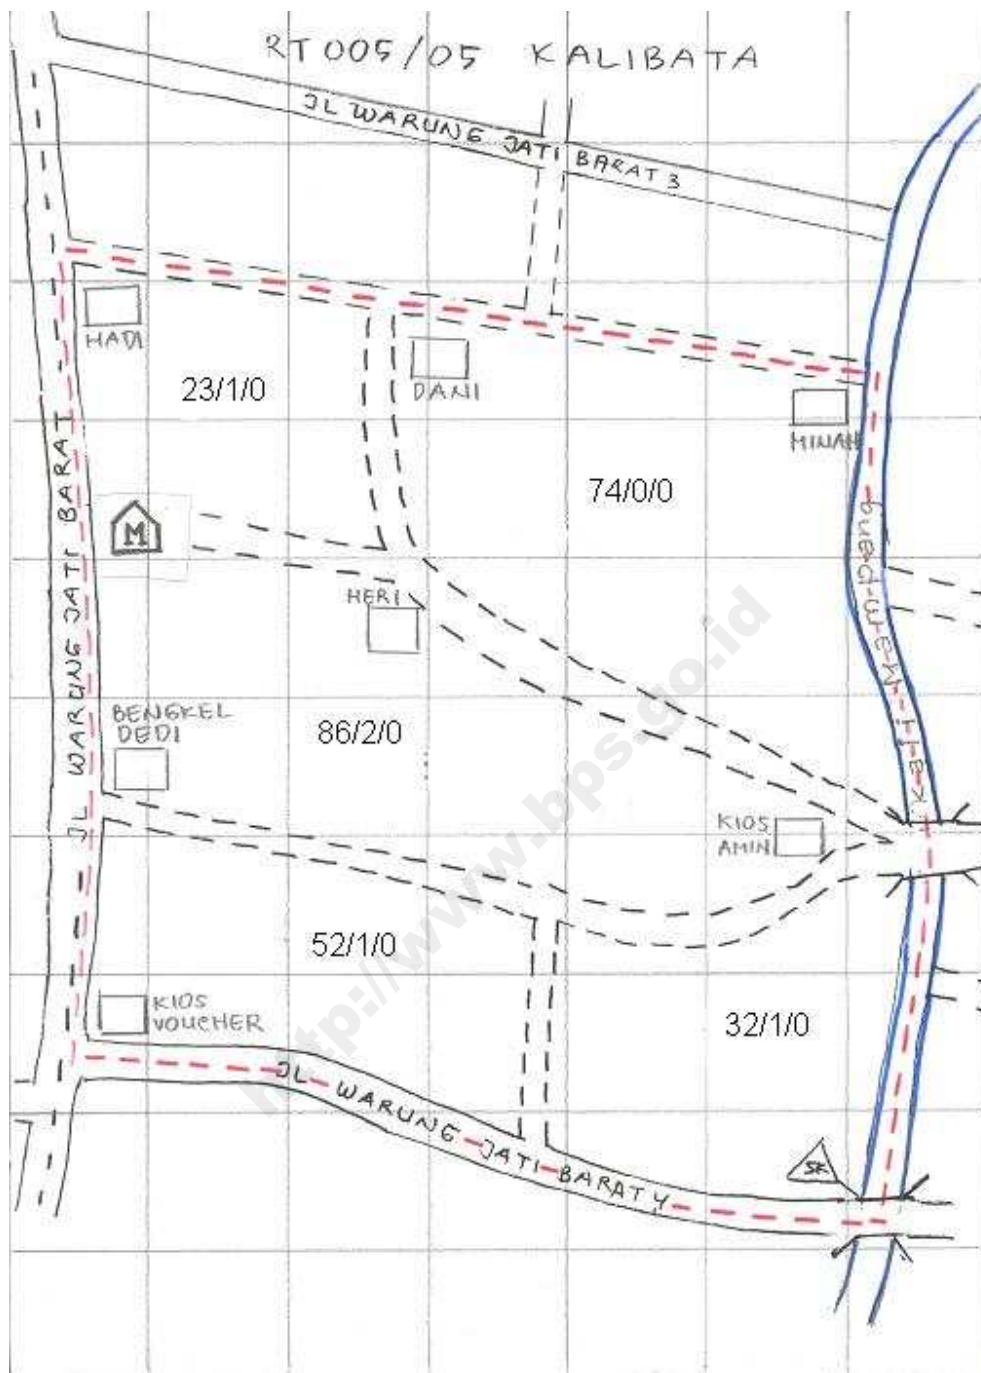 RT 005/05 KALIBATA
JL WARUNG JATI BARAT 3
HADI
23/1/0
DANI
MINAH
74/0/0
JL WARUNG JATI BARAT
M
HERI
Kali Mampang
BENGKEL
DEDI
86/2/0
KIOS
AMIN
52/1/0
KIOS
VOUCHER
32/1/0
JL WARUNG JATI BARAT 4
SK
http://www.bps.go.id